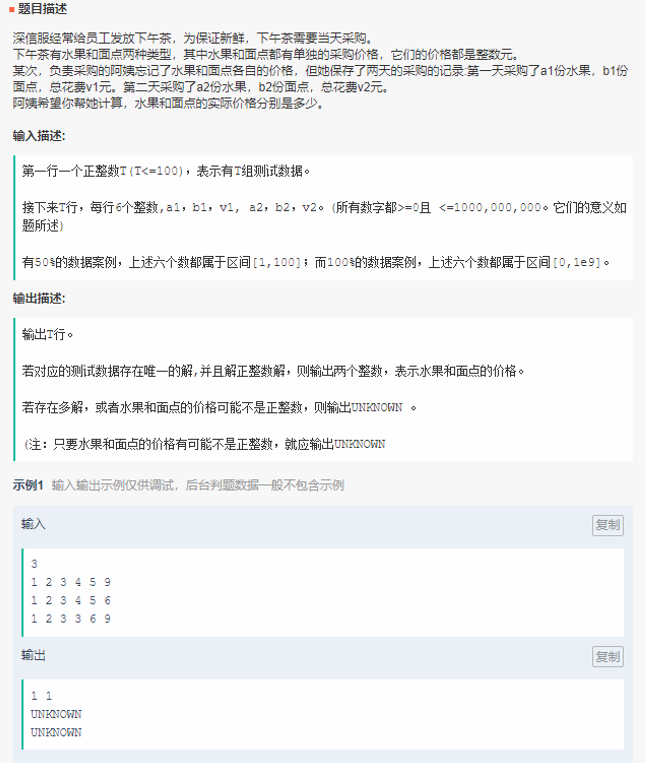 题目描述
深信服经常给员工发放下午茶，为保证新鲜，下午茶需要当天采购。
下午茶有水果和面点两种类型，其中水果和面点都有单独的采购价格，它们的价格都是整数元。
某次，负责采购的阿姨忘记了水果和面点各自的价格，但她保存了两天的采购的记录:第一天采购了a1份水果，b1份
面点，总花费v1元。第二天采购了a2份水果，b2份面点，总花费v2元。
阿姨希望你帮她计算，水果和面点的实际价格分别是多少。
输入描述:
第一行一个正整数T(T<=100)，表示有T组测试数据。
接下来T行，每行6个整数,a1，b1，v1, a2，b2，v2。(所有数字都>=0且 <=1000,000,000。它们的意义如
题所述)
有50%的数据案例，上述六个数都属于区间[1,100]；而100%的数据案例，上述六个数都属于区间[0,1e9]。
输出描述:
输出T行。
若对应的测试数据存在唯一的解,并且解正整数解，则输出两个整数，表示水果和面点的价格。
若存在多解，或者水果和面点的价格可能不是正整数，则输出UNKNOWN 。
(注：只要水果和面点的价格有可能不是正整数，就应输出UNKNOWN
示例1 输入输出示例仅供调试，后台判题数据一般不包含示例
输入 复制
3
1 2 3 4 5 9
1 2 3 4 5 6
1 2 3 3 6 9
输出 复制
1 1
UNKNOWN
UNKNOWN